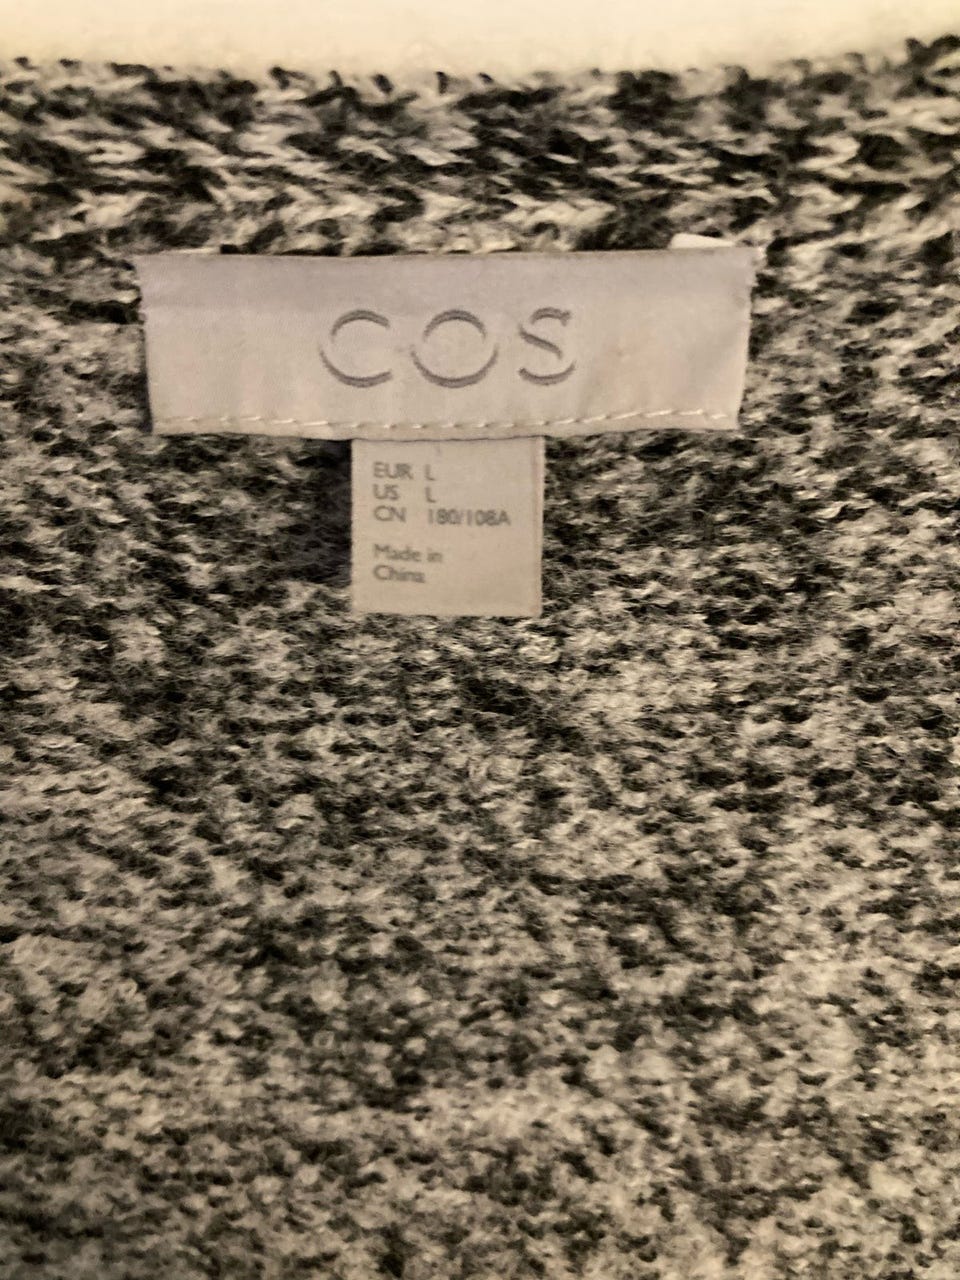 COS
EUR L
US L
CN 180/108A
Made in
China